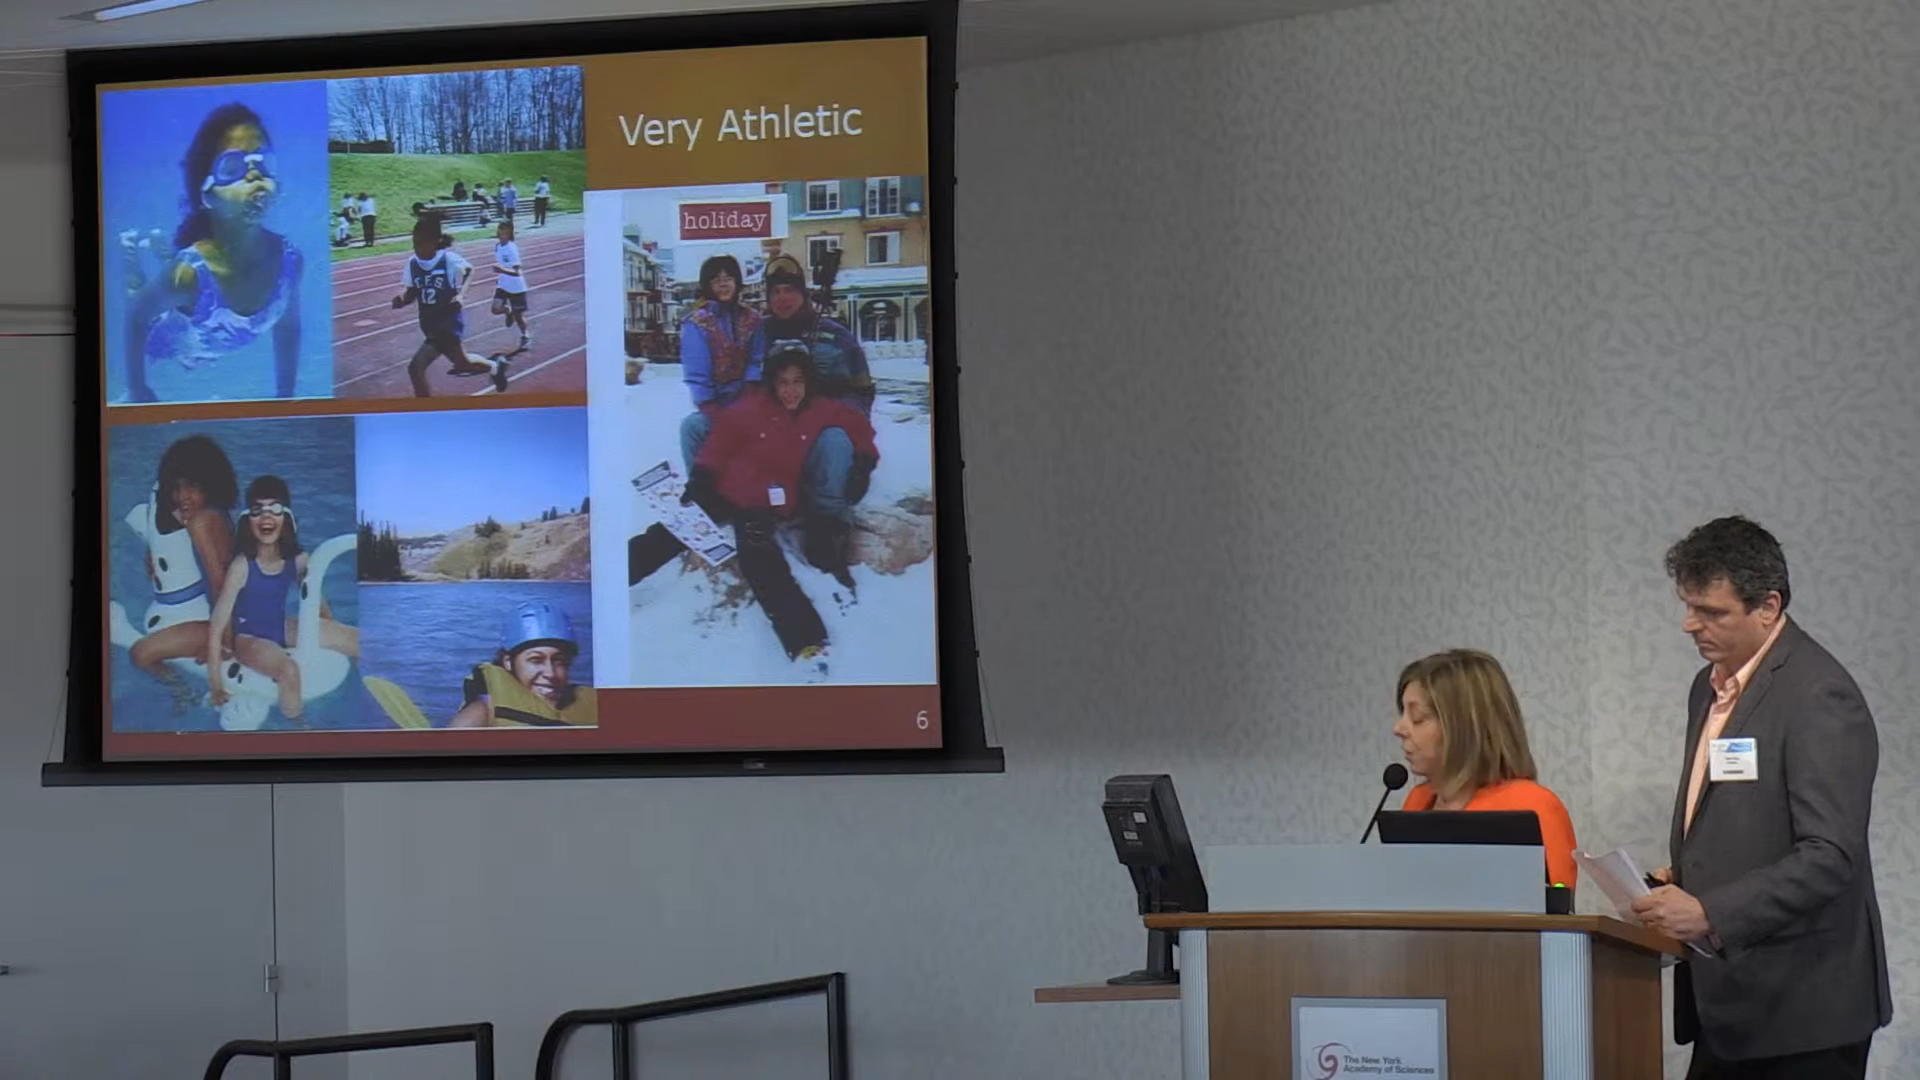 Very Athletic
holiday
12
6
The New York
Academy of Sciences